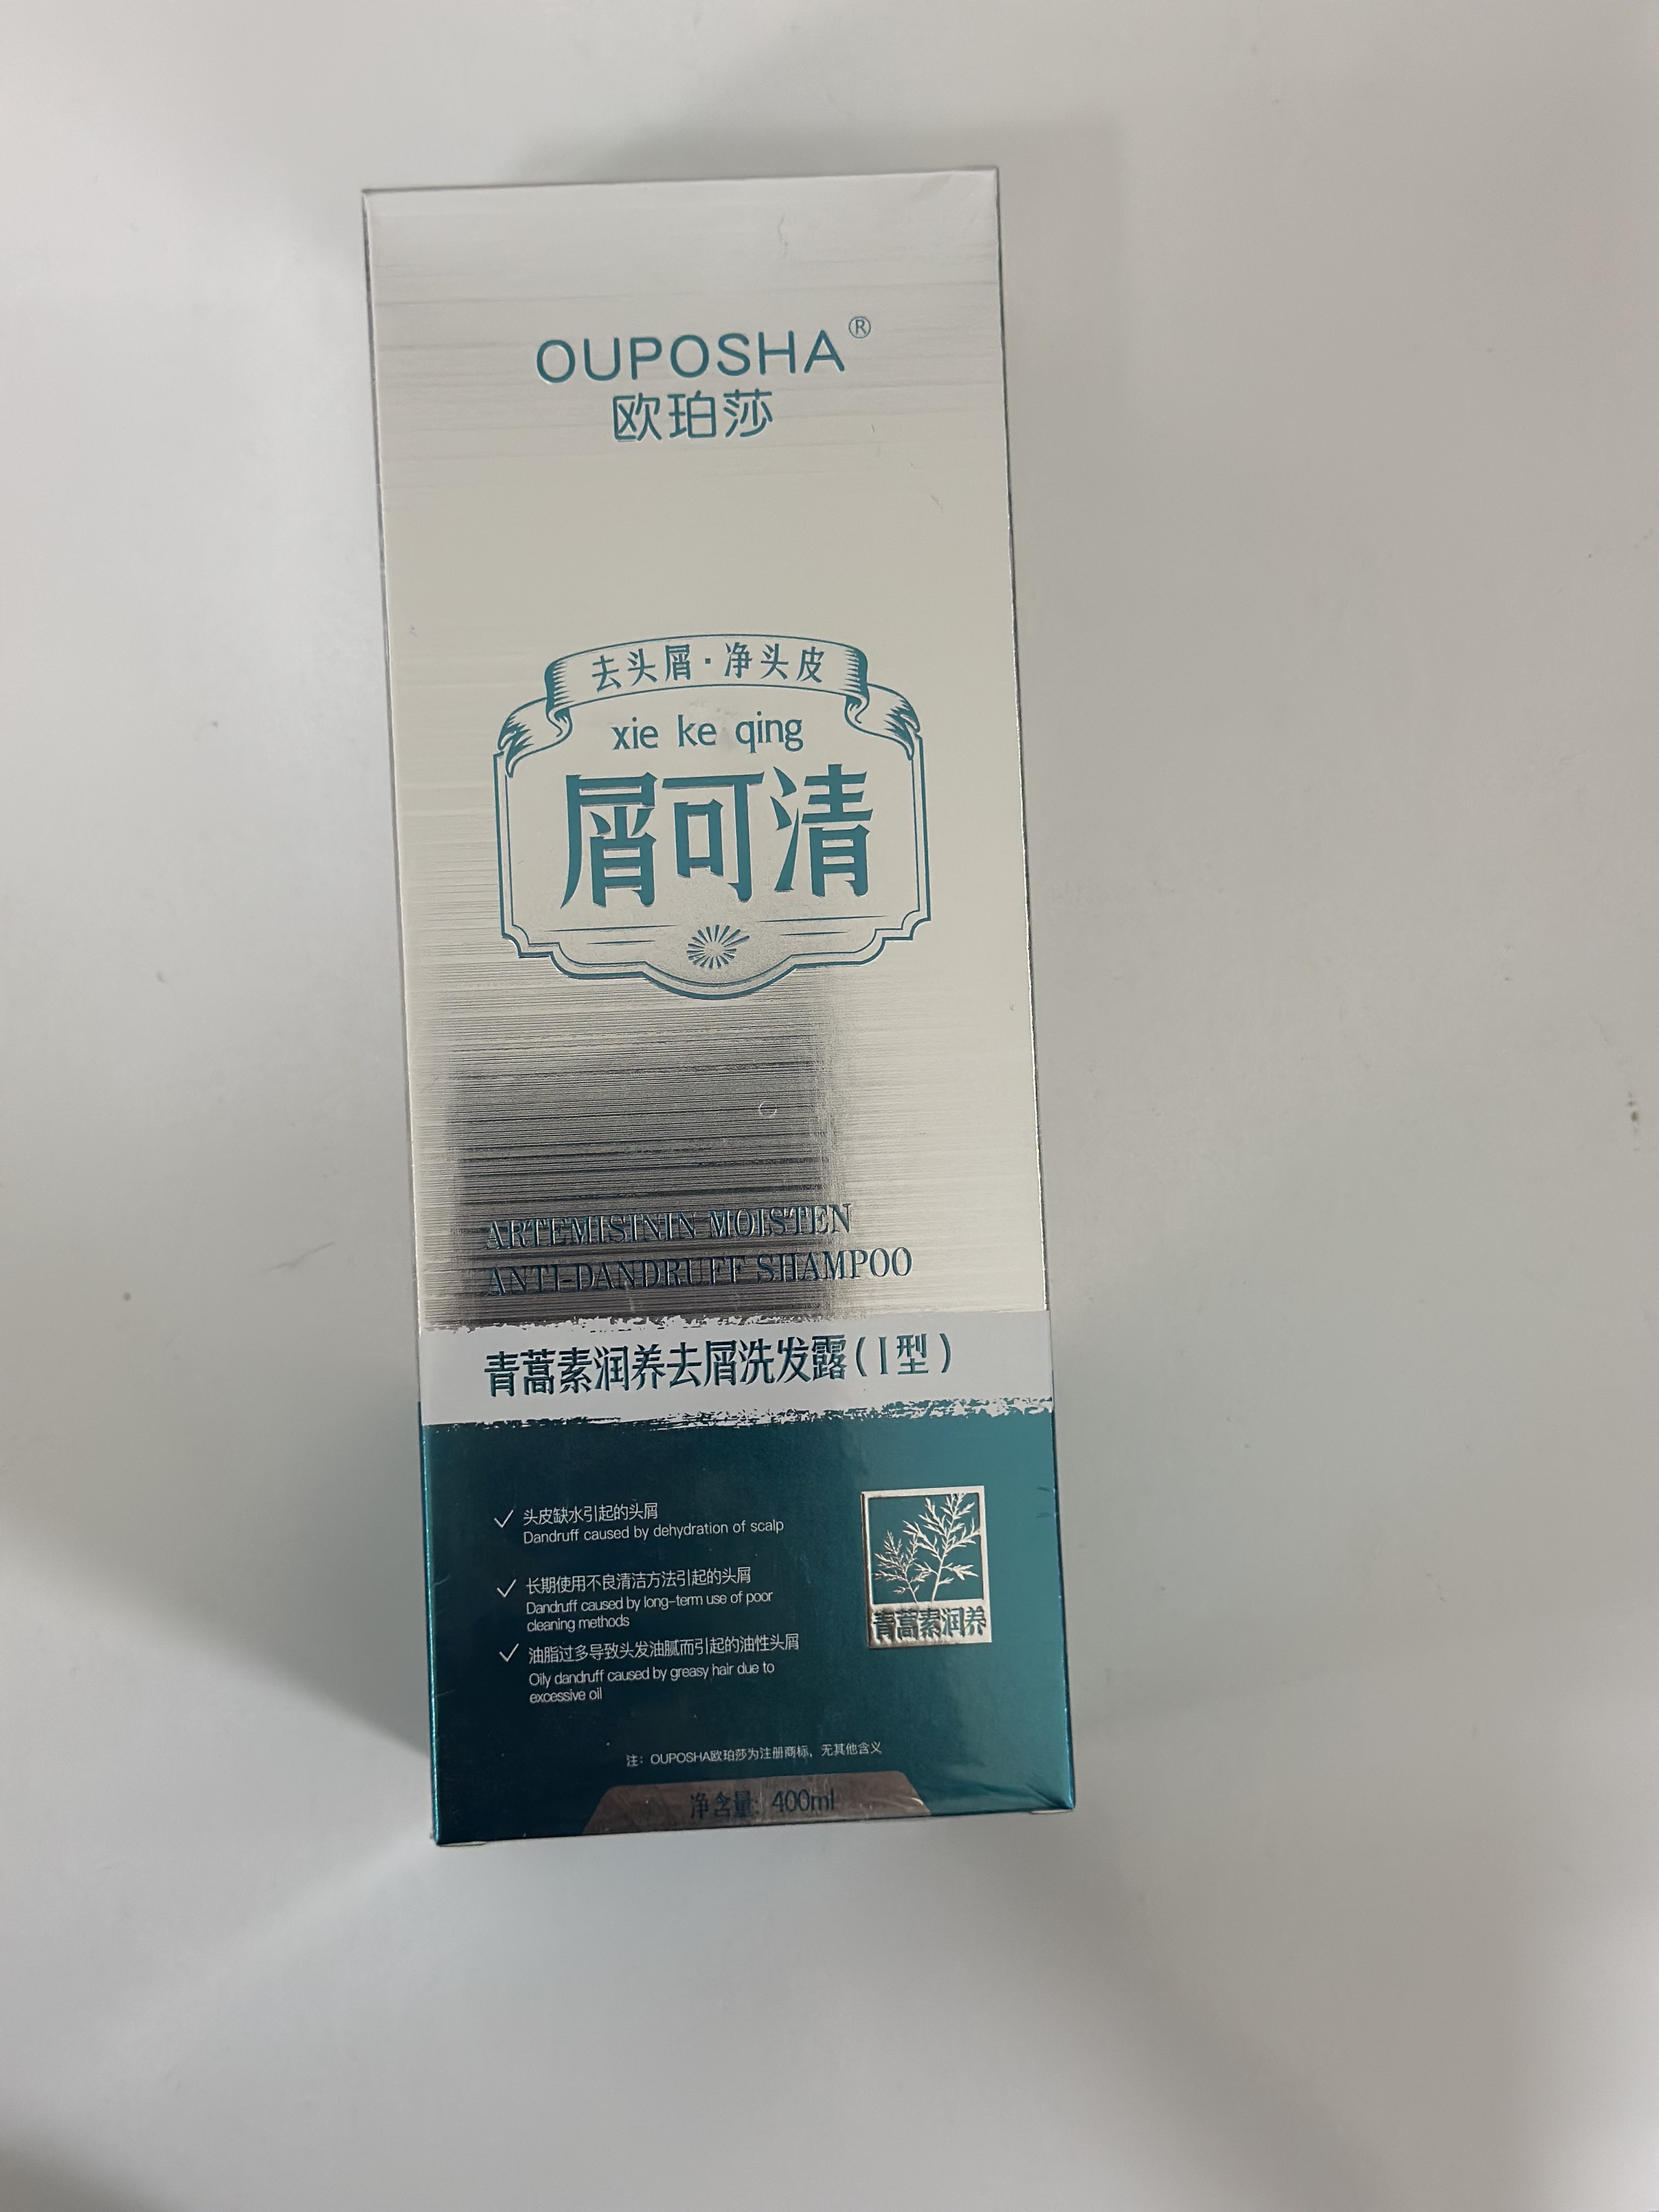 OUPOSHA®
欧珀莎
去头屑·净头皮
xie ke qing
屑可清
ARTEMISININ MOISTEN
ANTI-DANDRUFF SHAMPOO
青蒿素润养去屑洗发露(I型)
头皮缺水引起的头屑
Dandruff caused by dehydration of scalp
长期使用不良清洁方法引起的头屑
Dandruff caused by long-term use of poor
cleaning methods
油脂过多导致头发油腻而引起的油性头屑
Oily dandruff caused by greasy hair due to
excessive oil
青蒿素润养
注：OUPOSHA欧珀莎为注册商标，无其他含义
净含量: 400ml